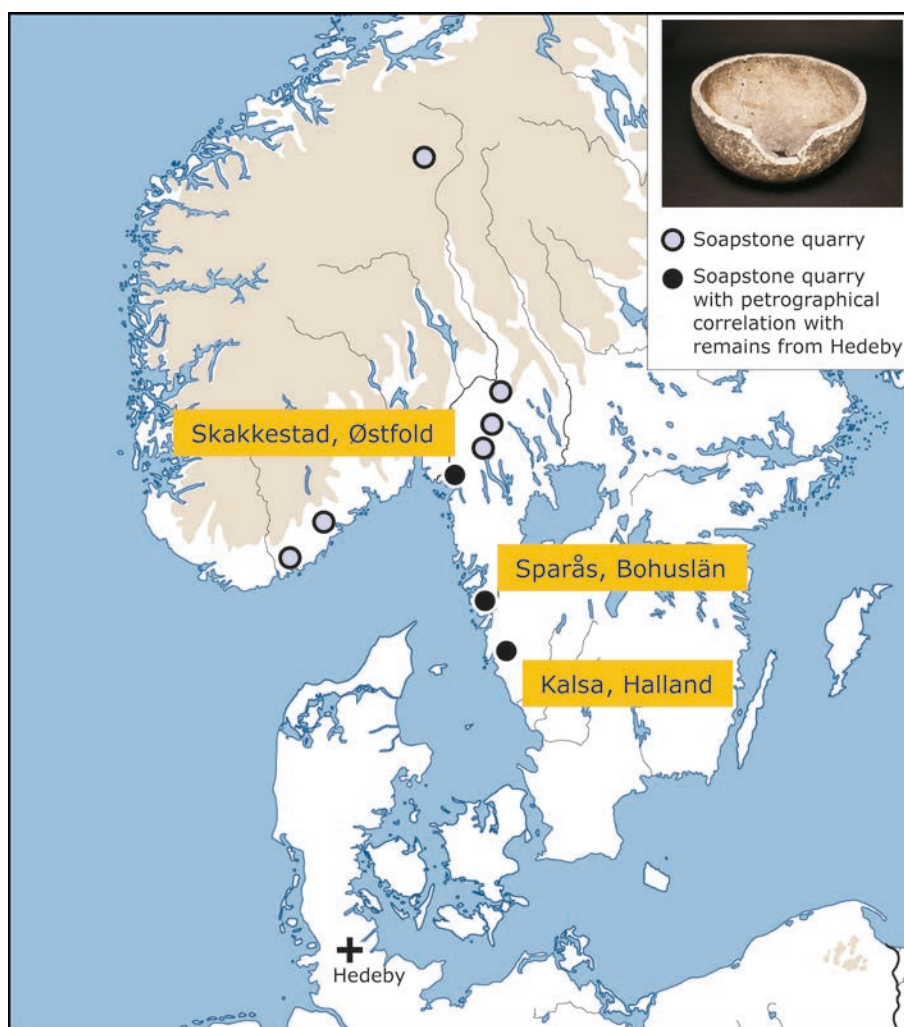 Soapstone quarry
Soapstone quarry
with petrographical
correlation with
remains from Hedeby
Skakkestad, Østfold
Sparås, Bohuslän
Kalsa, Halland
Hedeby